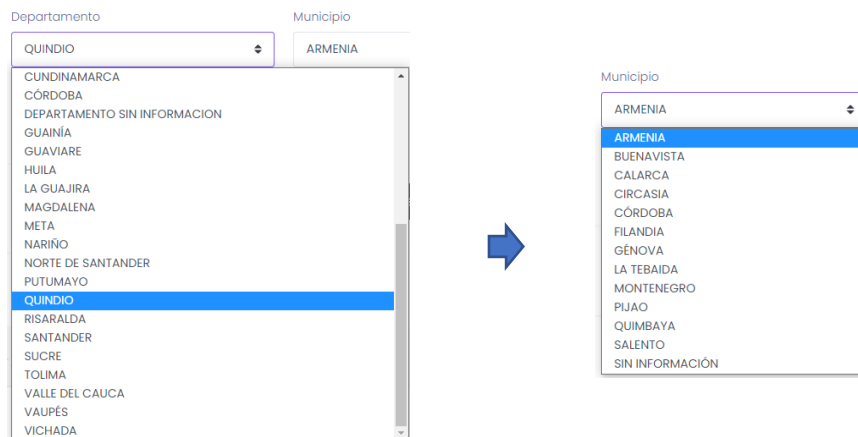 Departamento
Municipio
QUINDIO
ARMENIA
CUNDINAMARCA
CÓRDOBA
DEPARTAMENTO SIN INFORMACION
GUAINÍA
GUAVIARE
HUILA
LA GUAJIRA
MAGDALENA
META
NARIÑO
NORTE DE SANTANDER
PUTUMAYO
QUINDIO
RISARALDA
SANTANDER
SUCRE
TOLIMA
VALLE DEL CAUCA
VAUPÉS
VICHADA
Municipio
ARMENIA
ARMENIA
BUENAVISTA
CALARCA
CIRCASIA
CÓRDOBA
FILANDIA
GÉNOVA
LA TEBAIDA
MONTENEGRO
PIJAO
QUIMBAYA
SALENTO
SIN INFORMACIÓN